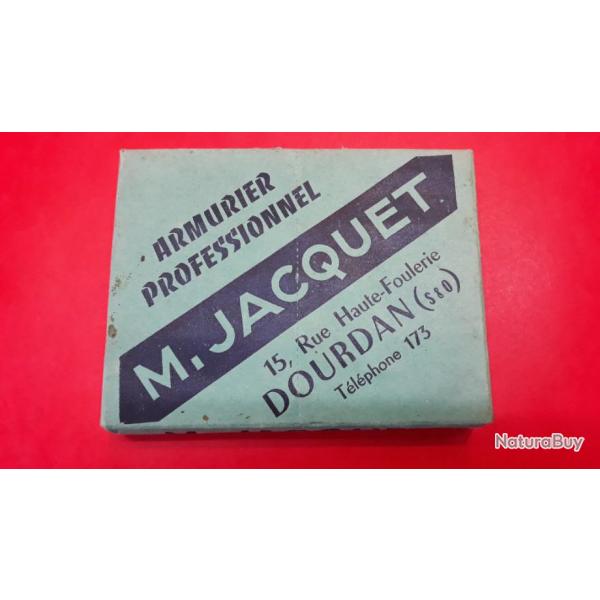 ARMURIER
PROFESSIONNEL
M. JACQUET
15, Rue Haute-Foulerie
DOURDAN (S&O)
Téléphone 173
NaturaBuy